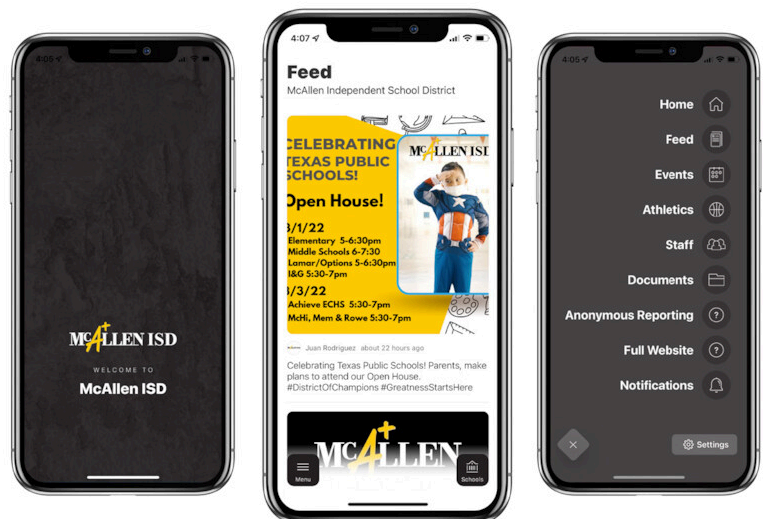 4:05
McALLEN ISD
WELCOME TO
McAllen ISD
4:07
Feed
McAllen Independent School District
CELEBRATING
TEXAS PUBLIC
SCHOOLS!
Open House!
3/1/22
Elementary 5-6:30pm
Middle Schools 6-7:30
Lamar/Options 5-6:30pm
I&G 5:30-7pm
3/3/22
Achieve ECHS 5:30-7pm
McHi, Mem & Rowe 5:30-7pm
McALLEN ISD
Juan Rodriguez about 22 hours ago
Celebrating Texas Public Schools! Parents, make
plans to attend our Open House.
#DistrictOfChampions #GreatnessStartsHere
McALLEN
Menu
Schools
4:05
Home
Feed
Events
Athletics
Staff
Documents
Anonymous Reporting
Full Website
Notifications
Settings